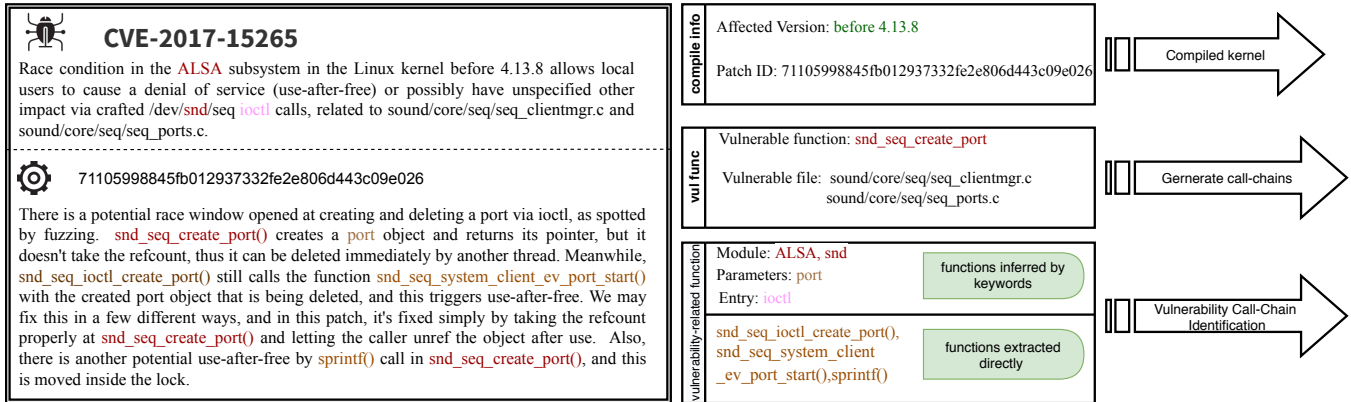 CVE-2017-15265
Race condition in the ALSA subsystem in the Linux kernel before 4.13.8 allows local
users to cause a denial of service (use-after-free) or possibly have unspecified other
impact via crafted /dev/snd/seq ioctl calls, related to sound/core/seq/seq_clientmgr.c and
sound/core/seq/seq_ports.c.
71105998845fb012937332fe2e806d443c09e026
There is a potential race window opened at creating and deleting a port via ioctl, as spotted
by fuzzing. snd_seq_create_port() creates a port object and returns its pointer, but it
doesn't take the refcount, thus it can be deleted immediately by another thread. Meanwhile,
snd_seq_ioctl_create_port() still calls the function snd_seq_system_client_ev_port_start()
with the created port object that is being deleted, and this triggers use-after-free. We may
fix this in a few different ways, and in this patch, it's fixed simply by taking the refcount
properly at snd_seq_create_port() and letting the caller unref the object after use. Also,
there is another potential use-after-free by sprintf() call in snd_seq_create_port(), and this
is moved inside the lock.
compile info
Affected Version: before 4.13.8
Patch ID: 71105998845fb012937332fe2e806d443c09e026
Compiled kernel
vul func
Vulnerable function: snd_seq_create_port
Vulnerable file: sound/core/seq/seq_clientmgr.c
sound/core/seq/seq_ports.c
Gernerate call-chains
vulnerability-related function
Module: ALSA, snd
Parameters: port
Entry: ioctl
functions inferred by
keywords
snd_seq_ioctl_create_port(),
snd_seq_system_client
_ev_port_start(),sprintf()
functions extracted
directly
Vulnerability Call-Chain
Identification